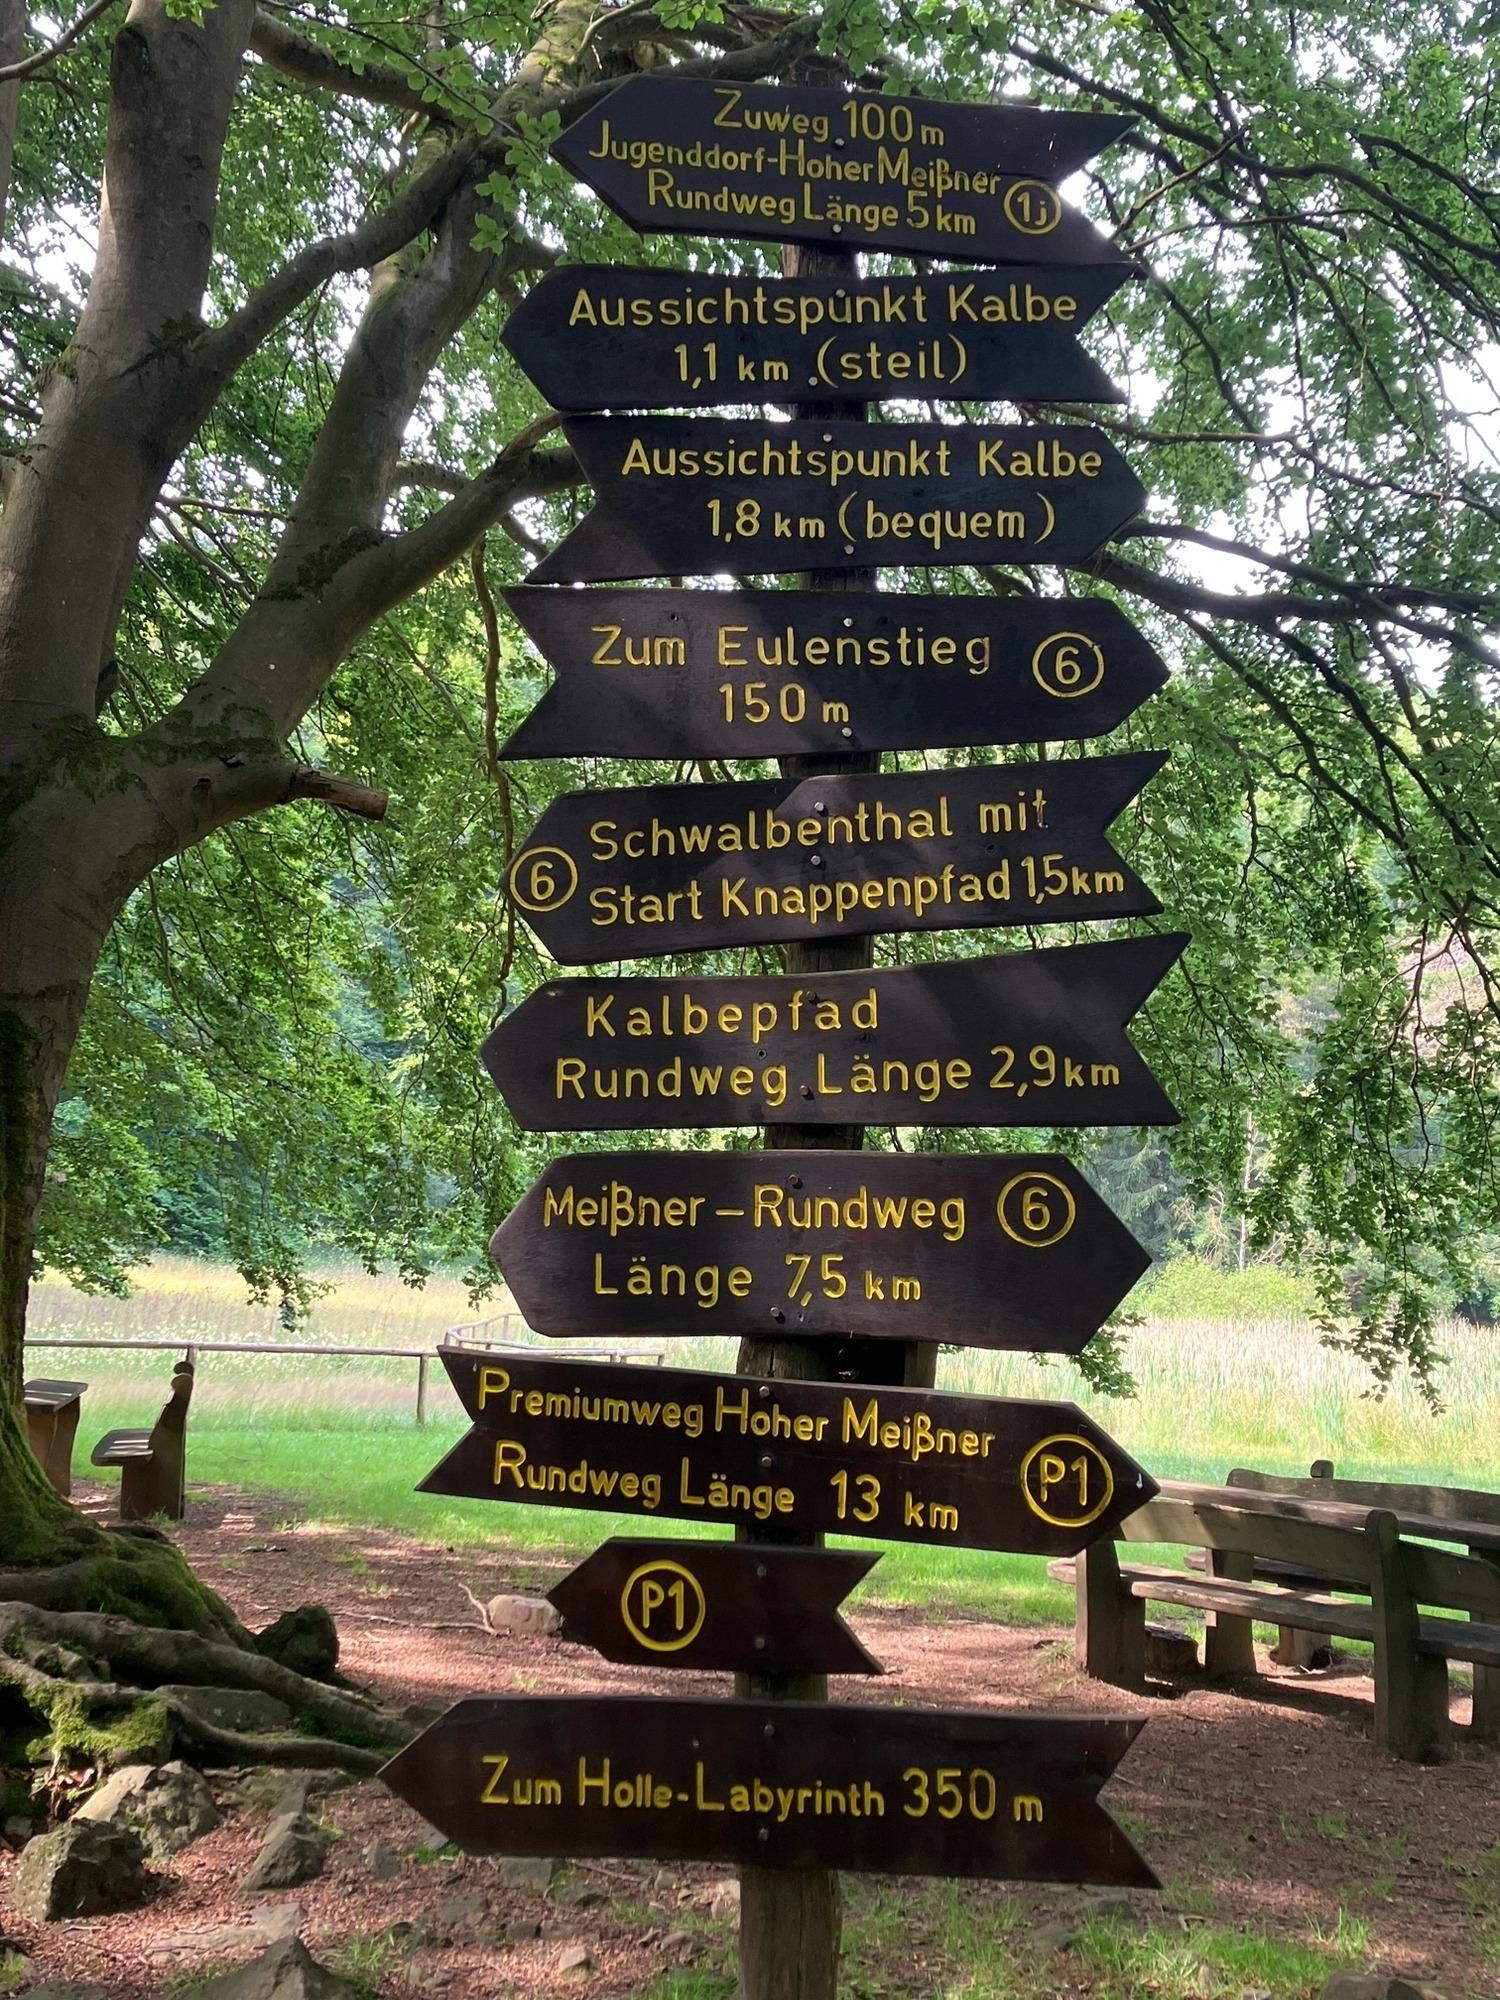 Zuweg 100m
Jugenddorf-Hoher Meißner
Rundweg Länge 5 km
1j
Aussichtspunkt Kalbe
1,1 km (steil)
Aussichtspunkt Kalbe
1,8 km (bequem)
Zum Eulenstieg
6
150 m
Schwalbenthal mit
6
Start Knappenpfad 1,5 km
Kalbepfad
Rundweg Länge 2,9 km
Meißner-Rundweg
6
Länge 7,5 km
Premiumweg Hoher Meißner
P1
Rundweg Länge 13 km
P1
Zum Holle-Labyrinth 350 m